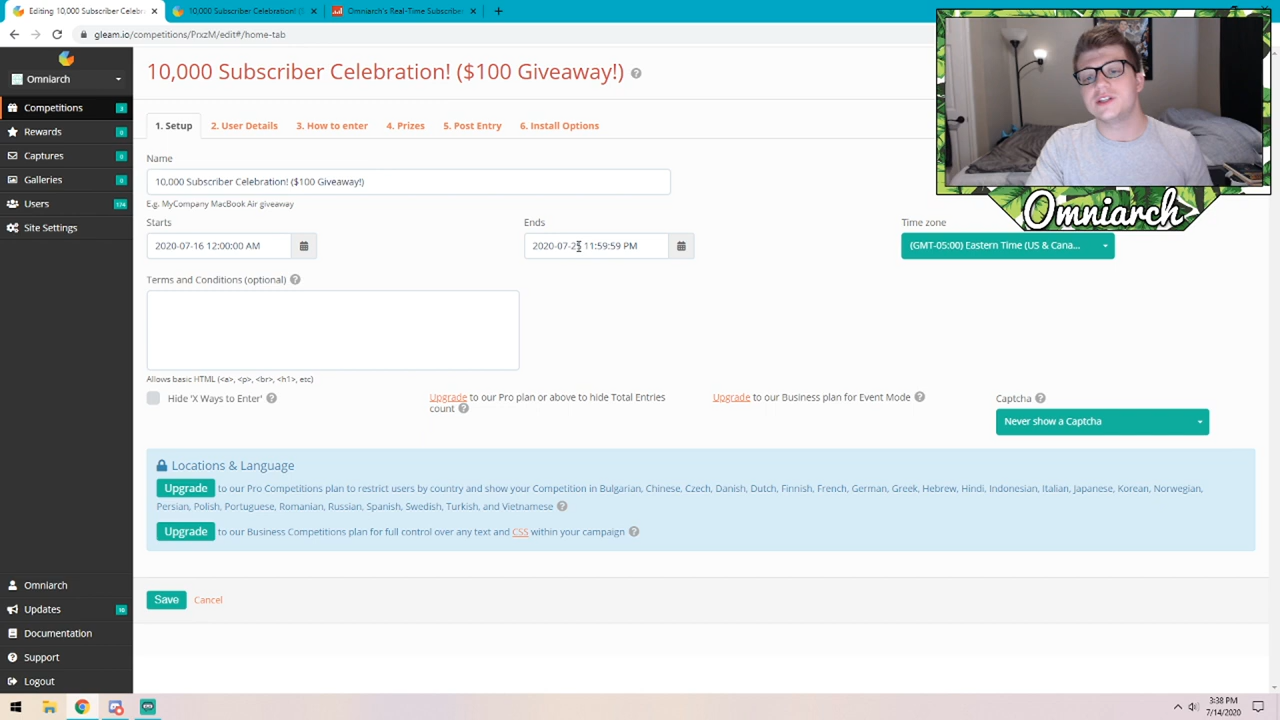 Editing 10,000 Subscriber Celebr
10,000 Subscriber Celebration! (
Omniarch's Real-Time Subscriber
gleam.io/competitions/PrxzM/edit#/home-tab
Omniarch
Competitions 3
Rewards 0
Captures 0
Galleries 0
Users 174
Site Settings
10,000 Subscriber Celebration! ($100 Giveaway!)
1. Setup 2. User Details 3. How to enter 4. Prizes 5. Post Entry 6. Install Options
Name
10,000 Subscriber Celebration! ($100 Giveaway!)
E.g. MyCompany MacBook Air giveaway
Starts Ends Time zone
2020-07-16 12:00:00 AM 11:59:59 PM (GMT-05:00) Eastern Time (US & Cana...
Terms and Conditions (optional)
Allows basic HTML (<a>, <p>, <br>, <h1>, etc)
Hide 'X Ways to Enter'
Upgrade to our Pro plan or above to hide Total Entries
count
Upgrade to our Business plan for Event Mode
Captcha
Never show a Captcha
Locations & Language
Upgrade to our Pro Competitions plan to restrict users by country and show your Competition in Bulgarian, Chinese, Czech, Danish, Dutch, Finnish, French, German, Greek, Hebrew, Hindi, Indonesian, Italian, Japanese, Korean, Norwegian,
Persian, Polish, Portuguese, Romanian, Russian, Spanish, Swedish, Turkish, and Vietnamese
Upgrade to our Business Competitions plan for full control over any text and CSS within your campaign
Save Cancel
Omniarch
Updates 10
Documentation
Support
Logout
Omniarch
3:38 PM
7/14/2020